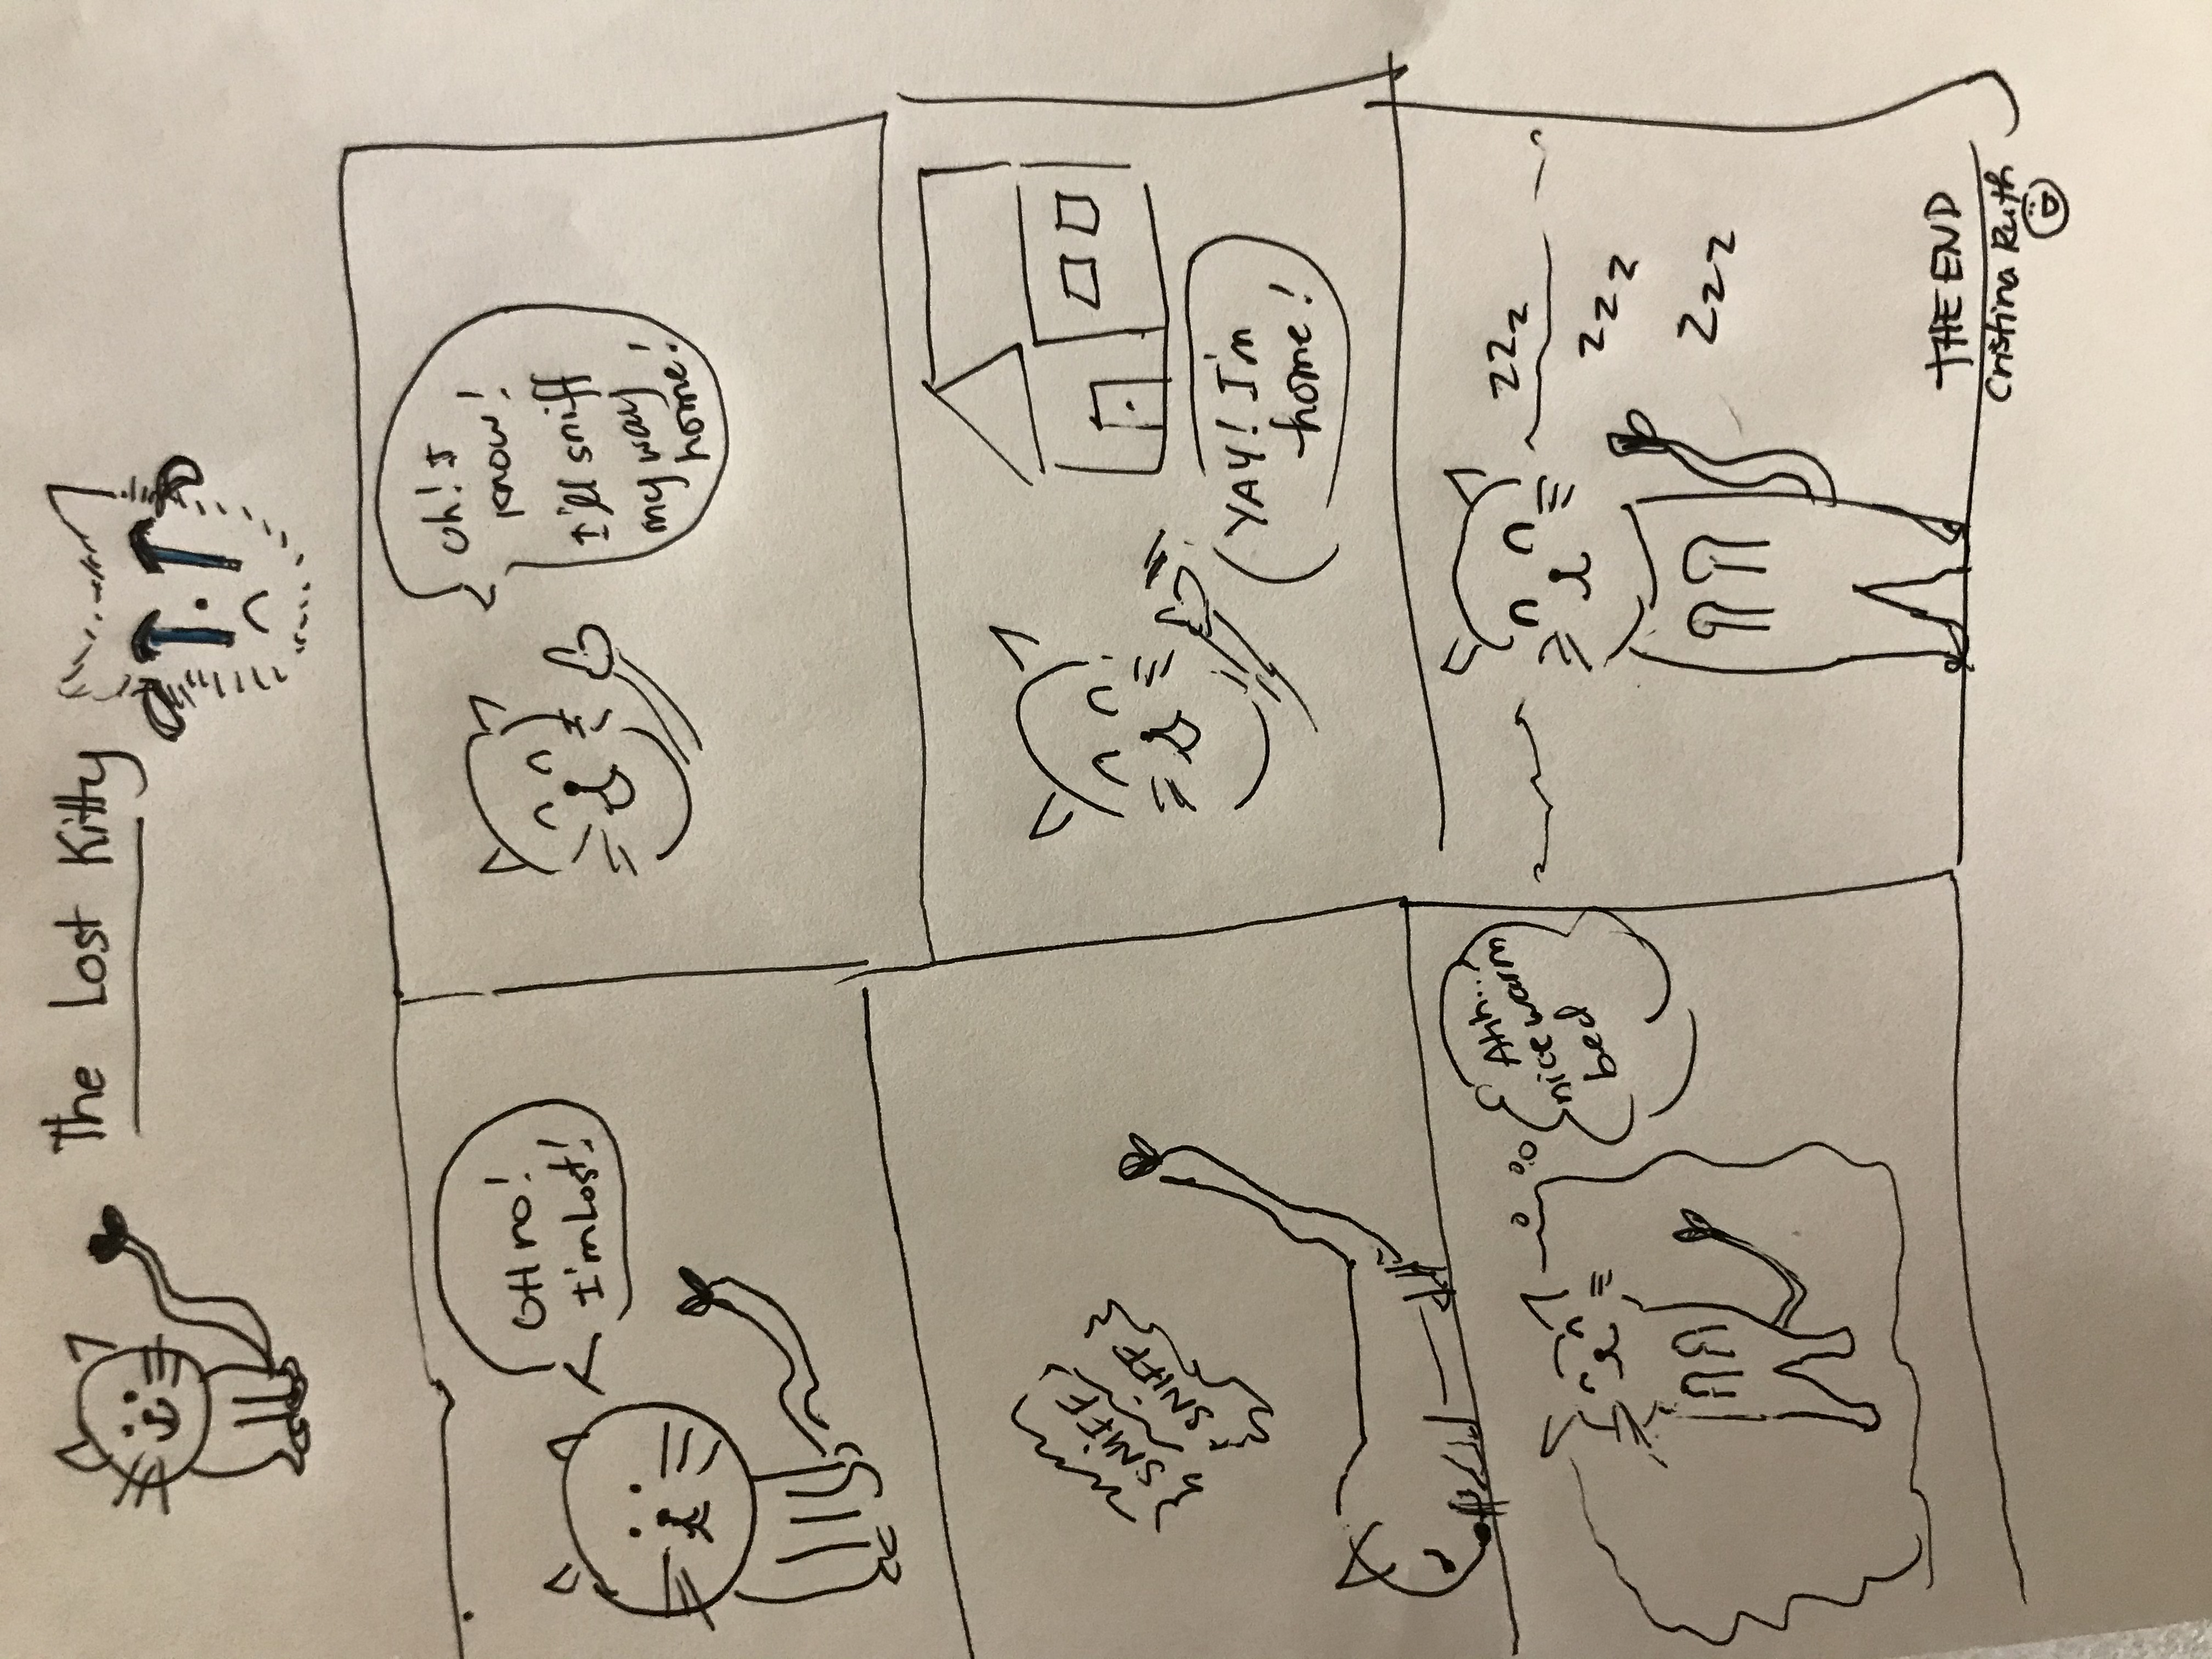 The Lost Kitty
OH no!
I'm Lost!
Oh! I
know!
I'll sniff
my way
home!
SNIFF
SNIFF
YAY! I'm
home!
Ahh..
nice warm
bed
zzz
zzz
zzz
THE END
Cristina Ruth